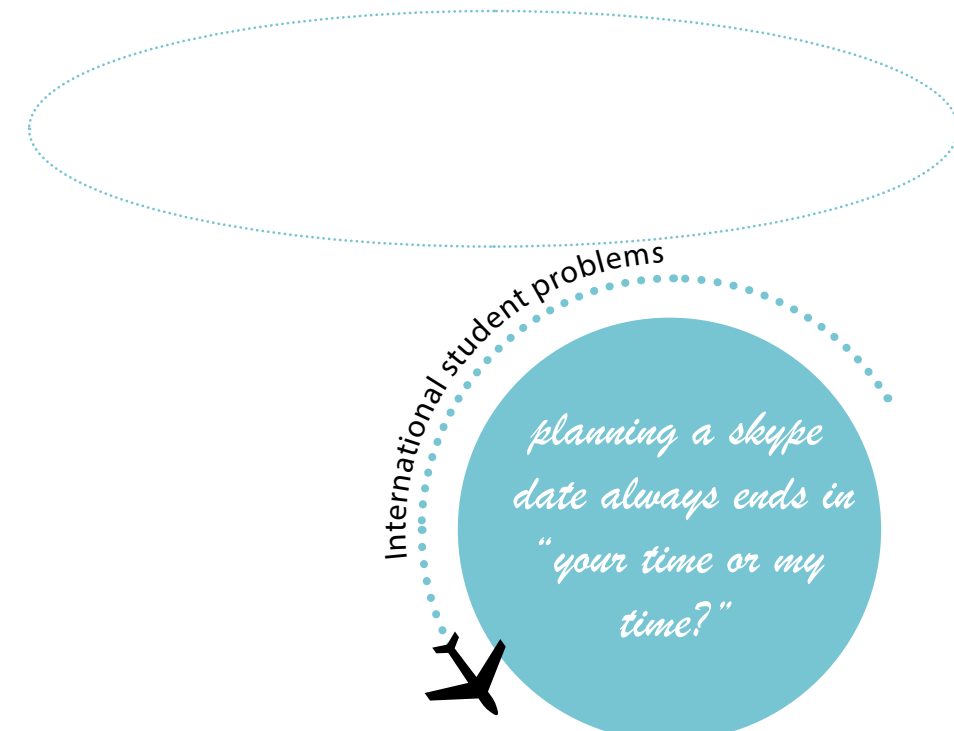 International student problems
planning a skype
date always ends in
“your time or my
time?”